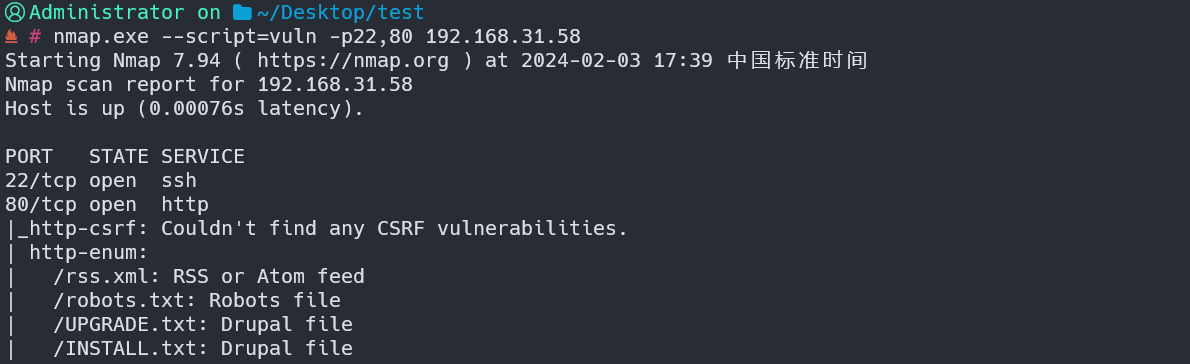 Administrator on ~/Desktop/test
# nmap.exe --script=vuln -p22,80 192.168.31.58
Starting Nmap 7.94 ( https://nmap.org ) at 2024-02-03 17:39 中国标准时间
Nmap scan report for 192.168.31.58
Host is up (0.00076s latency).
PORT   STATE SERVICE
22/tcp open  ssh
80/tcp open  http
|_http-csrf: Couldn't find any CSRF vulnerabilities.
| http-enum:
|   /rss.xml: RSS or Atom feed
|   /robots.txt: Robots file
|   /UPGRADE.txt: Drupal file
|   /INSTALL.txt: Drupal file